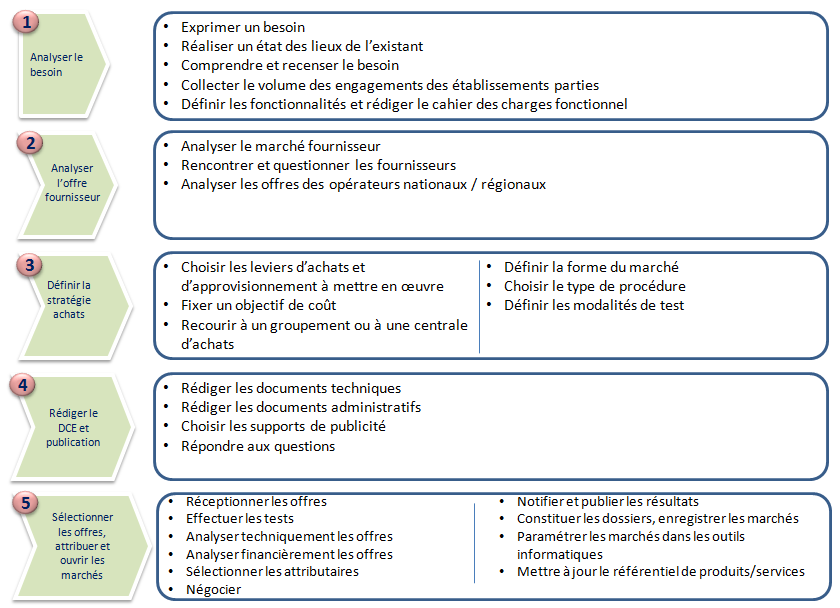 1
Analyser le
besoin
• Exprimer un besoin
• Réaliser un état des lieux de l'existant
• Comprendre et recenser le besoin
• Collecter le volume des engagements des établissements parties
• Définir les fonctionnalités et rédiger le cahier des charges fonctionnel
2
Analyser
l'offre
fournisseur
• Analyser le marché fournisseur
• Rencontrer et questionner les fournisseurs
• Analyser les offres des opérateurs nationaux / régionaux
3
Définir la
stratégie
achats
• Choisir les leviers d'achats et
d'approvisionnement à mettre en œuvre
• Fixer un objectif de coût
• Recourir à un groupement ou à une centrale
d'achats
• Définir la forme du marché
• Choisir le type de procédure
• Définir les modalités de test
4
Rédiger le
DCE et
publication
• Rédiger les documents techniques
• Rédiger les documents administratifs
• Choisir les supports de publicité
• Répondre aux questions
5
Sélectionner
les offres,
attribuer et
ouvrir les
marchés
• Réceptionner les offres
• Effectuer les tests
• Analyser techniquement les offres
• Analyser financièrement les offres
• Sélectionner les attributaires
• Négocier
• Notifier et publier les résultats
• Constituer les dossiers, enregistrer les marchés
• Paramétrer les marchés dans les outils
informatiques
• Mettre à jour le référentiel de produits/services